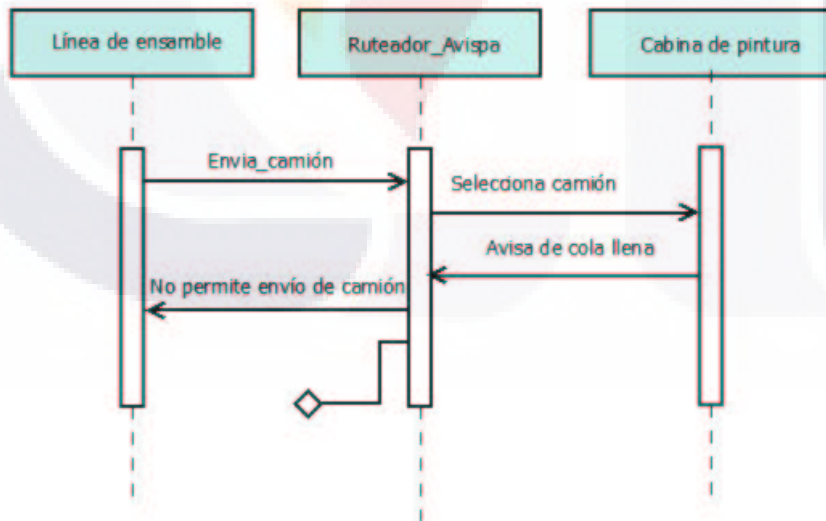 Línea de ensamble
Ruteador_Avispa
Cabina de pintura
Envia_camión
Selecciona camión
Avisa de cola llena
No permite envío de camión